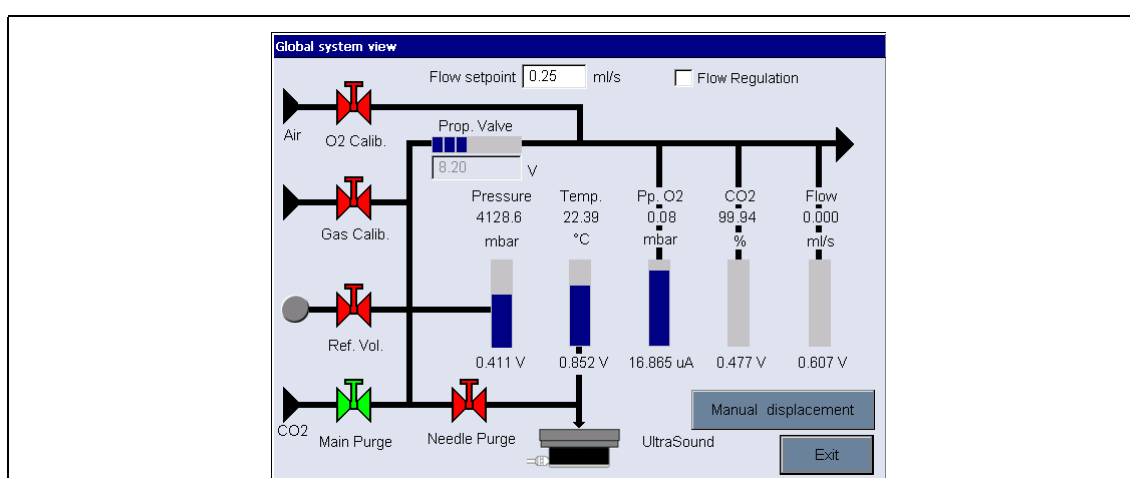 Global system view
Flow setpoint 0.25 ml/s Flow Regulation
Air O2 Calib. Prop. Valve
8.20 V
Gas Calib.
Pressure Temp. Pp. O2 CO2 Flow
4128.6 22.39 0.08 99.94 0.000
mbar °C mbar % ml/s
Ref. Vol.
0.411 V 0.852 V 16.865 uA 0.477 V 0.607 V
Manual displacement
CO2 Main Purge Needle Purge UltraSound
Exit